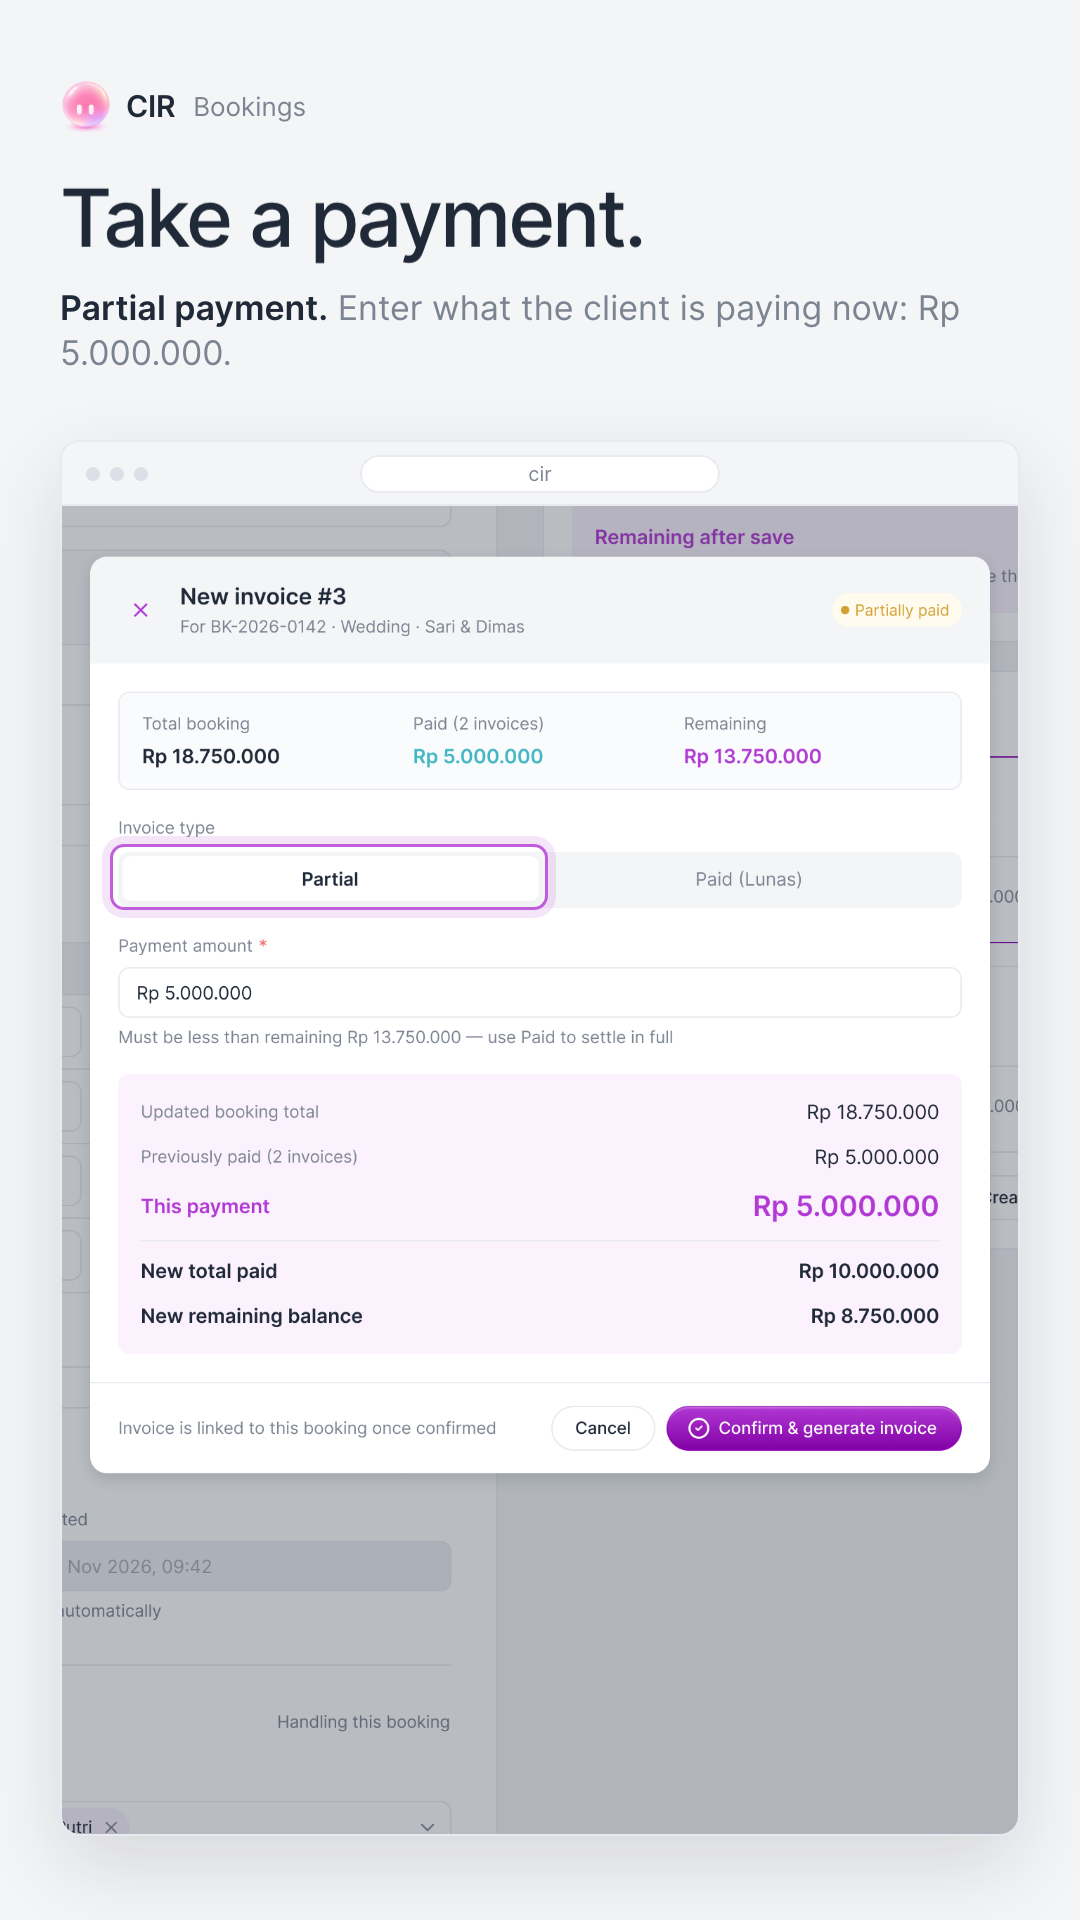 CIR Bookings
Take a payment.
Partial payment. Enter what the client is paying now: Rp
5.000.000.
cir
Remaining after save
New invoice #3
For BK-2026-0142 · Wedding · Sari & Dimas
Partially paid
Total booking
Rp 18.750.000
Paid (2 invoices)
Rp 5.000.000
Remaining
Rp 13.750.000
Invoice type
Partial
Paid (Lunas)
Payment amount *
Rp 5.000.000
Must be less than remaining Rp 13.750.000 — use Paid to settle in full
Updated booking total
Rp 18.750.000
Previously paid (2 invoices)
Rp 5.000.000
This payment
Rp 5.000.000
New total paid
Rp 10.000.000
New remaining balance
Rp 8.750.000
Invoice is linked to this booking once confirmed
Cancel
Confirm & generate invoice
Nov 2026, 09:42
automatically
Handling this booking